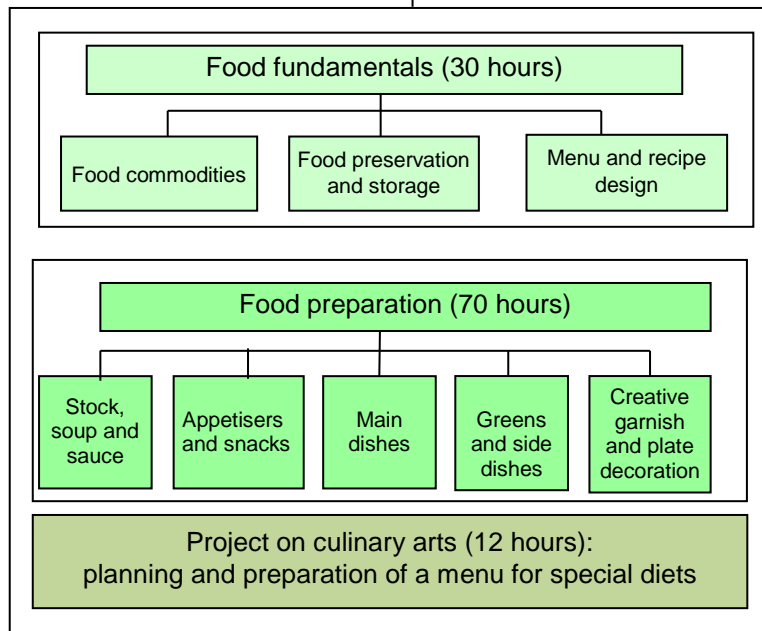 Food fundamentals (30 hours)
Food commodities
Food preservation
and storage
Menu and recipe
design
Food preparation (70 hours)
Stock,
soup and
sauce
Appetisers
and snacks
Main
dishes
Greens
and side
dishes
Creative
garnish
and plate
decoration
Project on culinary arts (12 hours):
planning and preparation of a menu for special diets